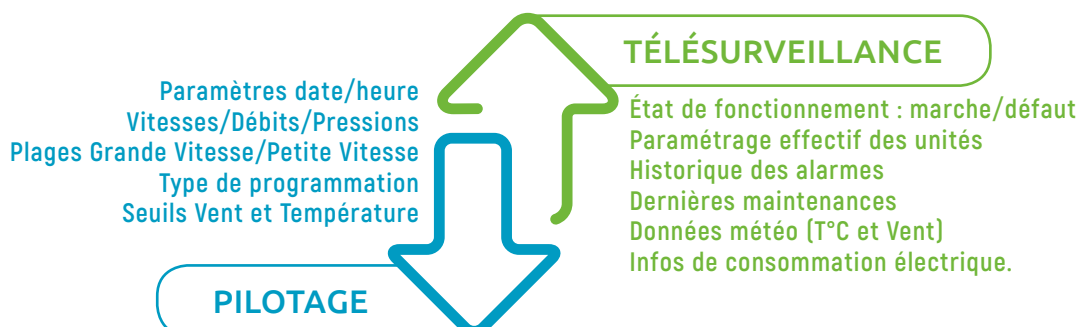 TÉLÉSURVEILLANCE
Paramètres date/heure
Vitesses/Débits/Pressions
Plages Grande Vitesse/Petite Vitesse
Type de programmation
Seuils Vent et Température
État de fonctionnement : marche/défaut
Paramétrage effectif des unités
Historique des alarmes
Dernières maintenances
Données météo (T°C et Vent)
Infos de consommation électrique.
PILOTAGE